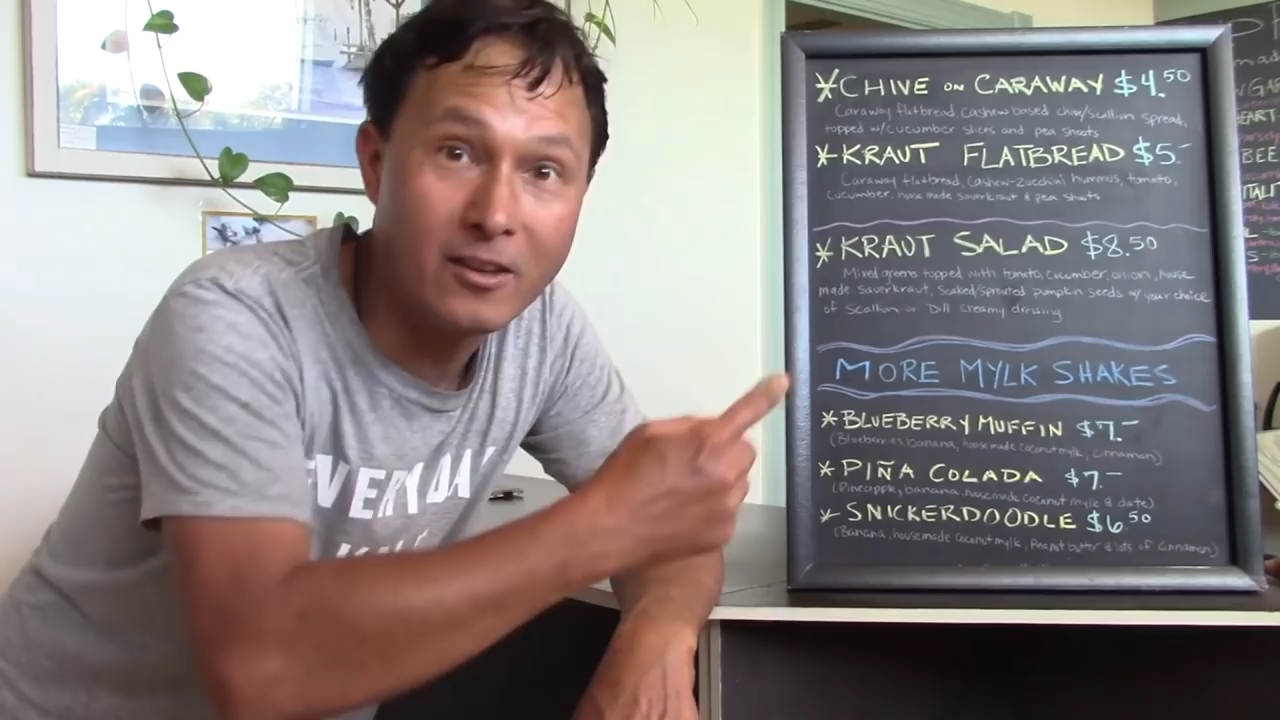 CHIVE ON CARAWAY $4.50
Caraway flatbread, Cashew based chive/scallion spread,
topped w/cucumber slices and pea shoots
KRAUT FLATBREAD $5.-
Caraway flatbread, Cashew-Zucchini hummus, tomato,
cucumber, house made sauerkraut & pea shoots
KRAUT SALAD $8.50
Mixed greens topped with tomato, cucumber, onion, house
made sauerkraut, soaked/sprouted pumpkin seeds w/your choice
of Scallion or Dill Creamy dressing
MORE MYLK SHAKES
BLUEBERRY MUFFIN $7.-
(Blueberries, banana, housemade coconut mylk, cinnamon)
PIÑA COLADA $7.-
(Pineapple, banana, housemade coconut mylk & date)
SNICKERDOODLE $6.50
(Banana, housemade coconut mylk, Peanut butter & lots of cinnamon)
EVERYDAY